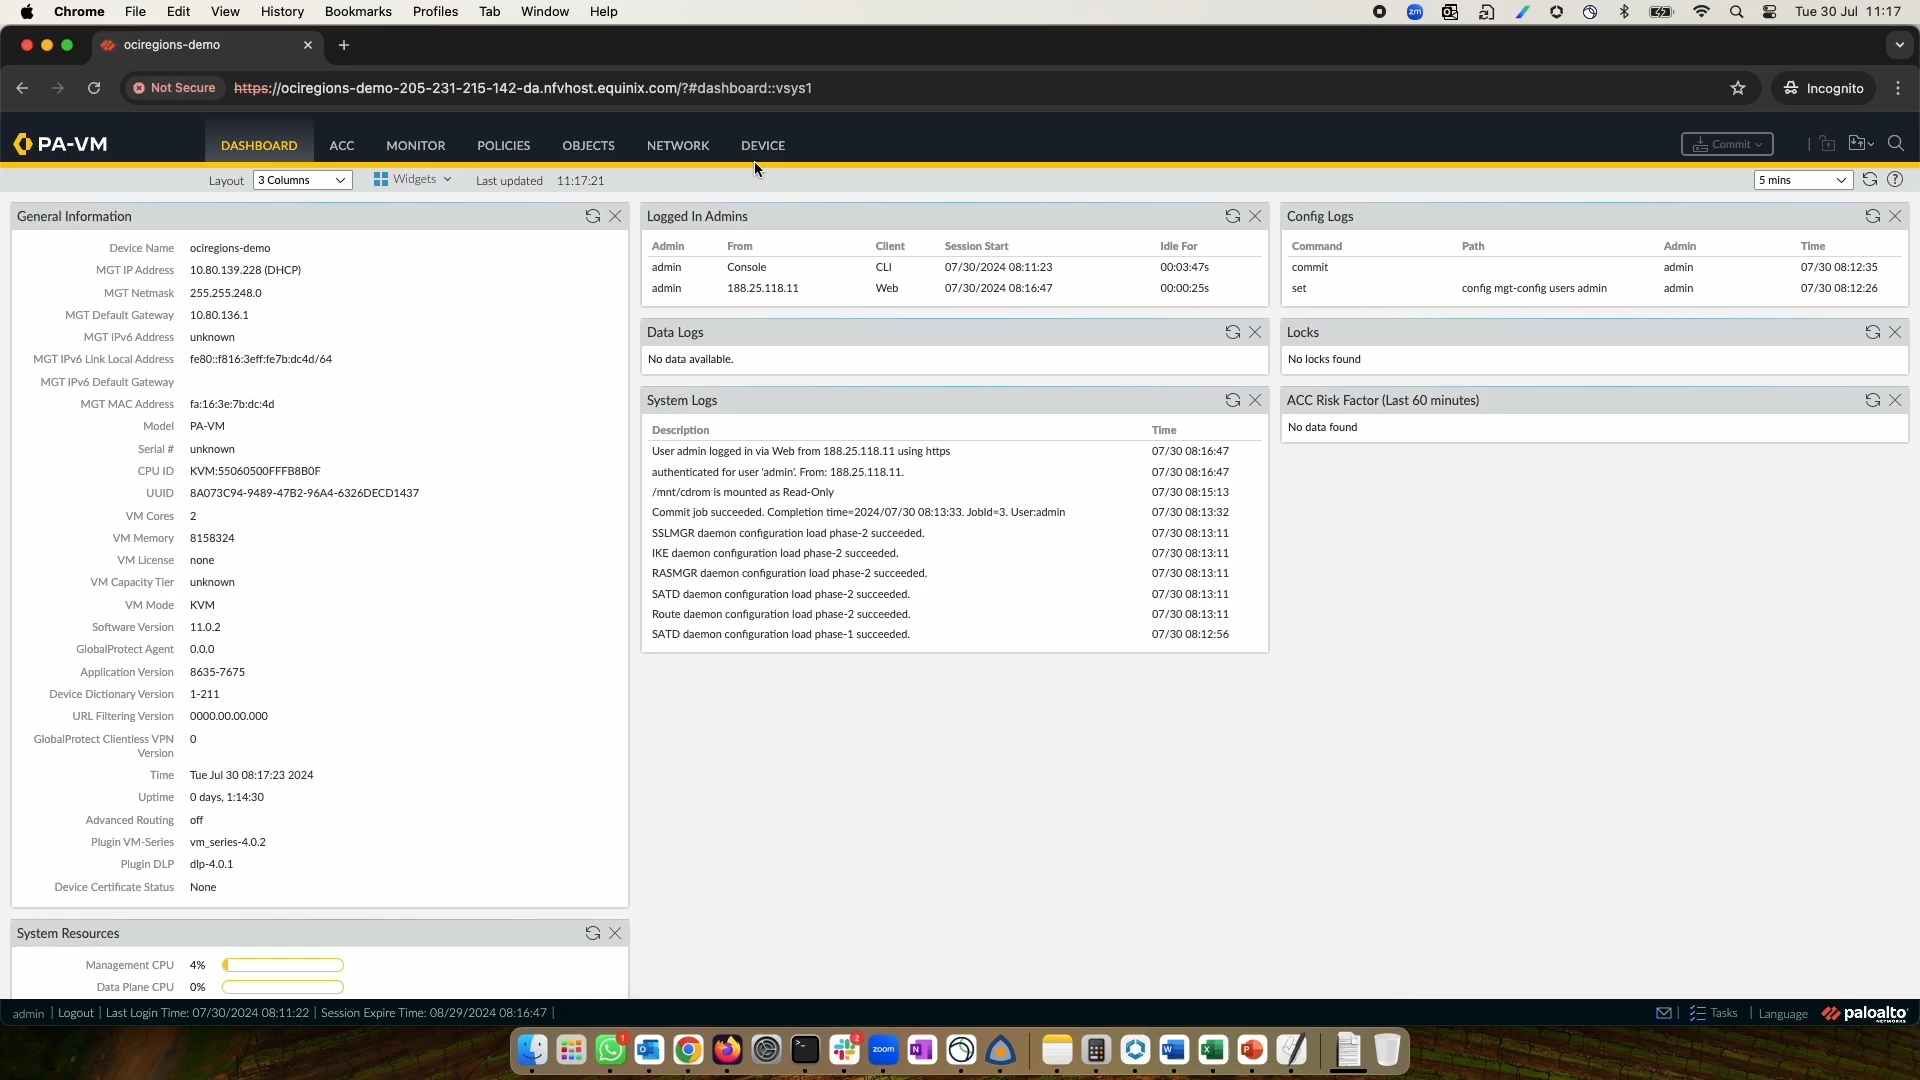 Chrome File Edit View History Bookmarks Profiles Tab Window Help
zm
Tue 30 Jul 11:17
ociregions-demo
Not Secure https://ociregions-demo-205-231-215-142-da.nfvhost.equinix.com/?#dashboard::vsys1
Incognito
PA-VM
DASHBOARD ACC MONITOR POLICIES OBJECTS NETWORK DEVICE
Commit
Layout 3 Columns Widgets Last updated 11:17:21
5 mins
General Information
Device Name ociregions-demo
MGT IP Address 10.80.139.228 (DHCP)
MGT Netmask 255.255.248.0
MGT Default Gateway 10.80.136.1
MGT IPv6 Address unknown
MGT IPv6 Link Local Address fe80::f816:3eff:fe7b:dc4d/64
MGT IPv6 Default Gateway
MGT MAC Address fa:16:3e:7b:dc:4d
Model PA-VM
Serial # unknown
CPU ID KVM:55060500FFFB8B0F
UUID 8A073C94-9489-47B2-96A4-6326DECD1437
VM Cores 2
VM Memory 8158324
VM License none
VM Capacity Tier unknown
VM Mode KVM
Software Version 11.0.2
GlobalProtect Agent 0.0.0
Application Version 8635-7675
Device Dictionary Version 1-211
URL Filtering Version 0000.00.00.000
GlobalProtect Clientless VPN 0
Version
Time Tue Jul 30 08:17:23 2024
Uptime 0 days, 1:14:30
Advanced Routing off
Plugin VM-Series vm_series-4.0.2
Plugin DLP dlp-4.0.1
Device Certificate Status None
System Resources
Management CPU 4%
Data Plane CPU 0%
Logged In Admins
Admin From Client Session Start Idle For
admin Console CLI 07/30/2024 08:11:23 00:03:47s
admin 188.25.118.11 Web 07/30/2024 08:16:47 00:00:25s
Data Logs
No data available.
System Logs
Description Time
User admin logged in via Web from 188.25.118.11 using https 07/30 08:16:47
authenticated for user 'admin'. From: 188.25.118.11. 07/30 08:16:47
/mnt/cdrom is mounted as Read-Only 07/30 08:15:13
Commit job succeeded. Completion time=2024/07/30 08:13:33. JobId=3. User:admin 07/30 08:13:32
SSLMGR daemon configuration load phase-2 succeeded. 07/30 08:13:11
IKE daemon configuration load phase-2 succeeded. 07/30 08:13:11
RASMGR daemon configuration load phase-2 succeeded. 07/30 08:13:11
SATD daemon configuration load phase-2 succeeded. 07/30 08:13:11
Route daemon configuration load phase-2 succeeded. 07/30 08:13:11
SATD daemon configuration load phase-1 succeeded. 07/30 08:12:56
Config Logs
Command Path Admin Time
commit admin 07/30 08:12:35
set config mgt-config users admin admin 07/30 08:12:26
Locks
No locks found
ACC Risk Factor (Last 60 minutes)
No data found
admin | Logout | Last Login Time: 07/30/2024 08:11:22 | Session Expire Time: 08/29/2024 08:16:47 |
Tasks | Language paloalto
NETWORKS
1 2 zoom